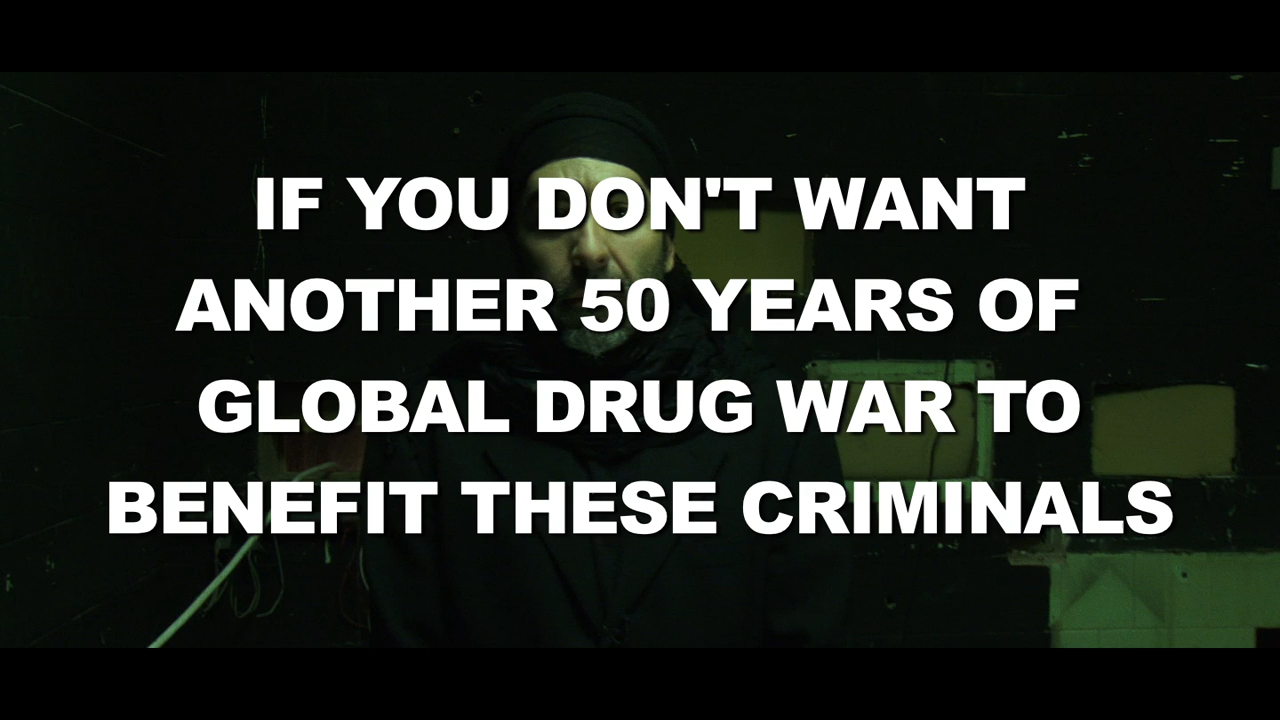 IF YOU DON'T WANT
ANOTHER 50 YEARS OF
GLOBAL DRUG WAR TO
BENEFIT THESE CRIMINALS